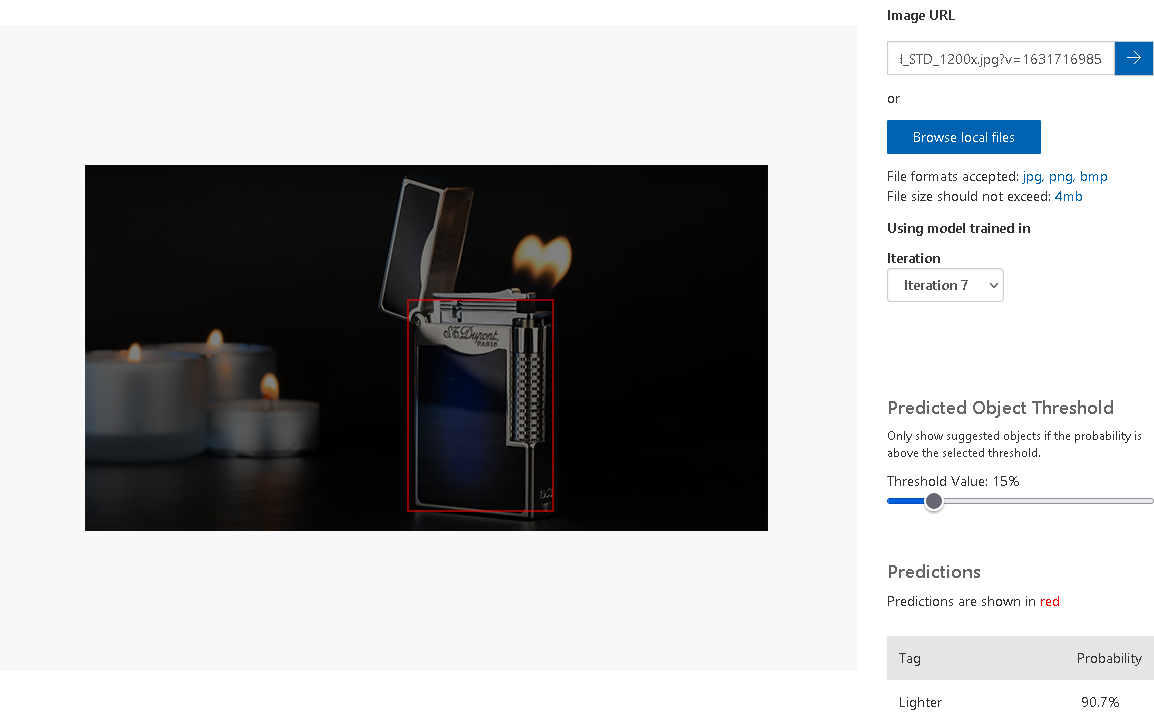 Image URL
_STD_1200x.jpg?v=1631716985
or
Browse local files
File formats accepted: jpg, png, bmp
File size should not exceed: 4mb
Using model trained in
Iteration
Iteration 7
S.T. Dupont
PARIS
Predicted Object Threshold
Only show suggested objects if the probability is
above the selected threshold.
Threshold Value: 15%
Predictions
Predictions are shown in red
Tag Probability
Lighter 90.7%